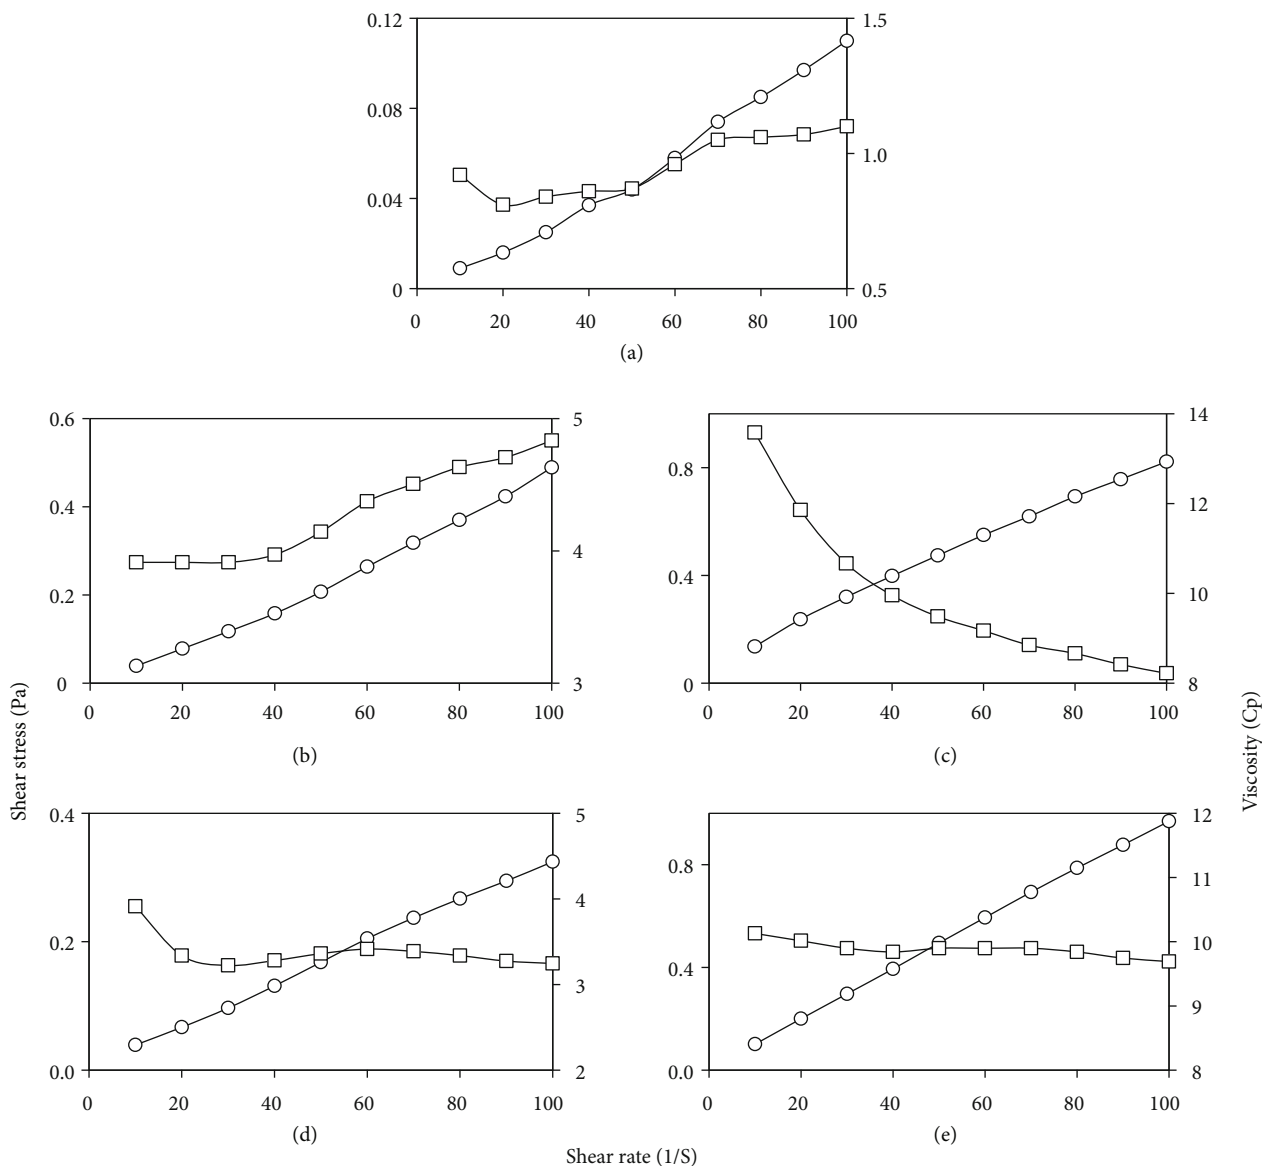 0.12 1.5
0.08
1.0
0.04
0 0.5
0 20 40 60 80 100
(a)
0.6 5
0.4
4
0.2
0 3
0 20 40 60 80 100
(b)
14
0.8
12
0.4 10
0 8
0 20 40 60 80 100
(c)
Shear stress (Pa)
Viscosity (Cp)
0.4 5
4
0.2
3
0.0 2
0 20 40 60 80 100
(d)
12
0.8 11
10
0.4
9
0.0 8
0 20 40 60 80 100
(e)
Shear rate (1/S)